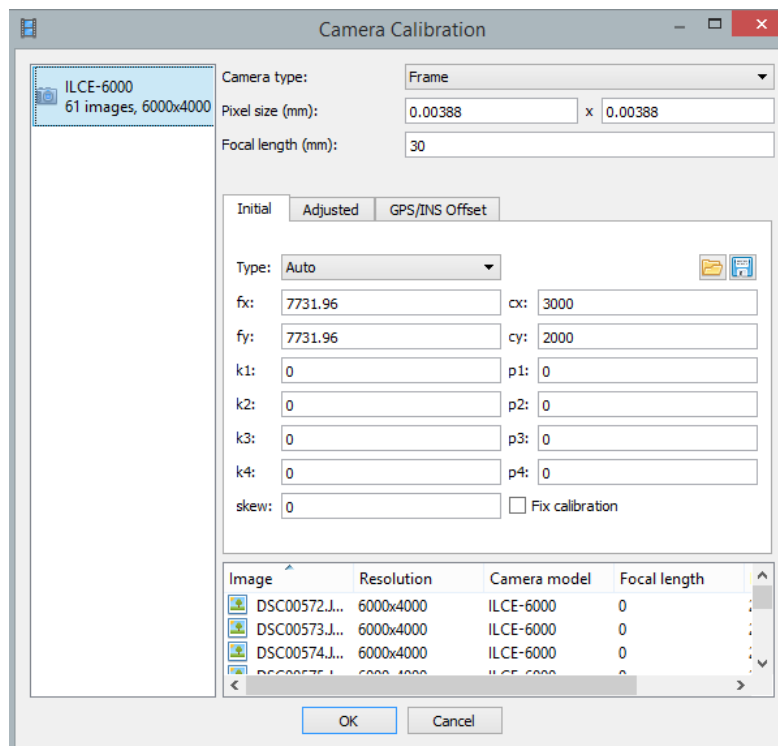 Camera Calibration
ILCE-6000
61 images, 6000x4000
Camera type: Frame
Pixel size (mm): 0.00388 x 0.00388
Focal length (mm): 30
Initial Adjusted GPS/INS Offset
Type: Auto
fx: 7731.96 cx: 3000
fy: 7731.96 cy: 2000
k1: 0 p1: 0
k2: 0 p2: 0
k3: 0 p3: 0
k4: 0 p4: 0
skew: 0 Fix calibration
Image Resolution Camera model Focal length
DSC00572.J... 6000x4000 ILCE-6000 0
DSC00573.J... 6000x4000 ILCE-6000 0
DSC00574.J... 6000x4000 ILCE-6000 0
OK Cancel